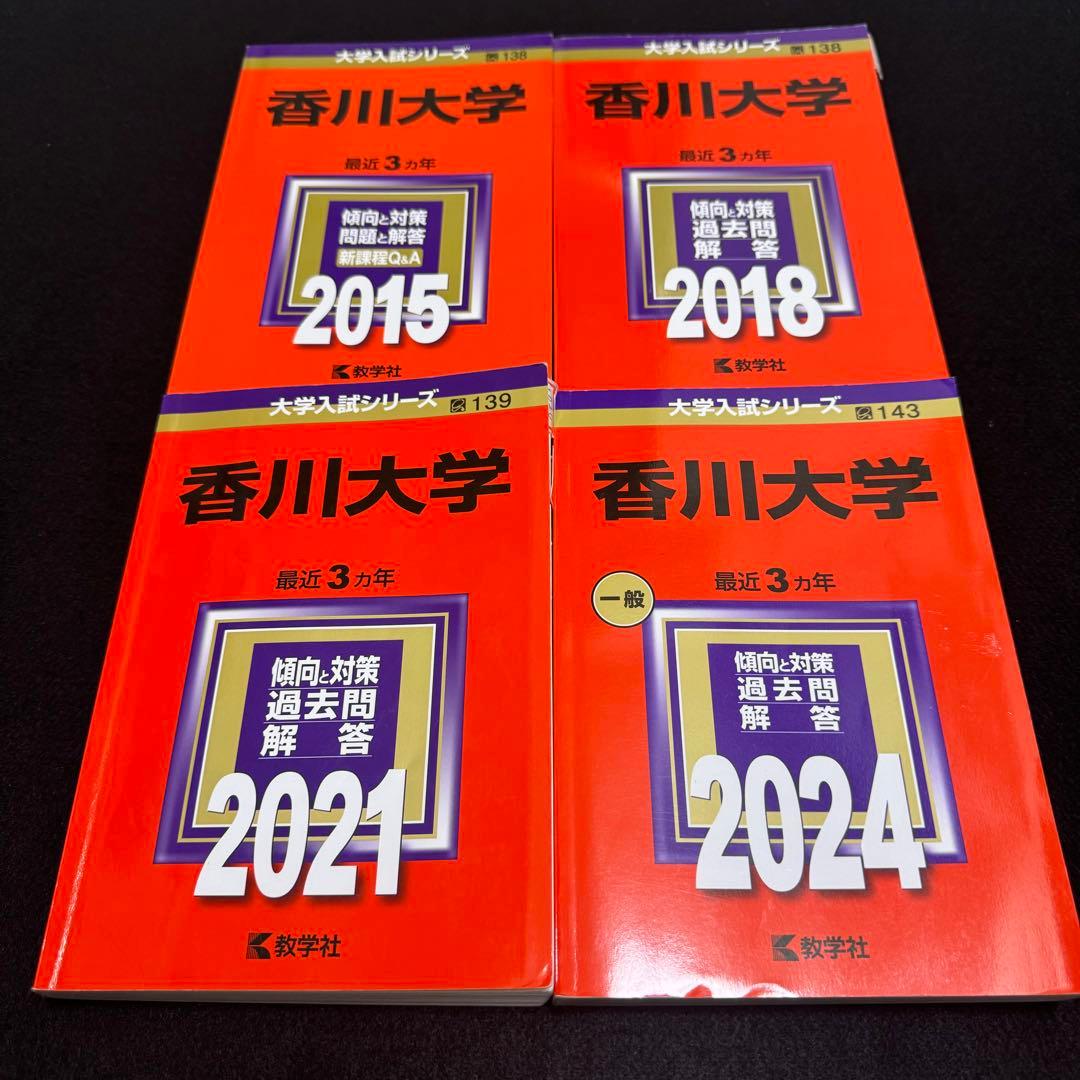 大学入試シリーズ 138
香川大学
最近3カ年
傾向と対策
問題と解答
新課程Q&A
2015
教学社
大学入試シリーズ 138
香川大学
最近3カ年
傾向と対策
過去問
解答
2018
教学社
大学入試シリーズ 139
香川大学
最近3カ年
傾向と対策
過去問
解答
2021
教学社
大学入試シリーズ 143
香川大学
最近3カ年
一般
傾向と対策
過去問
解答
2024
教学社